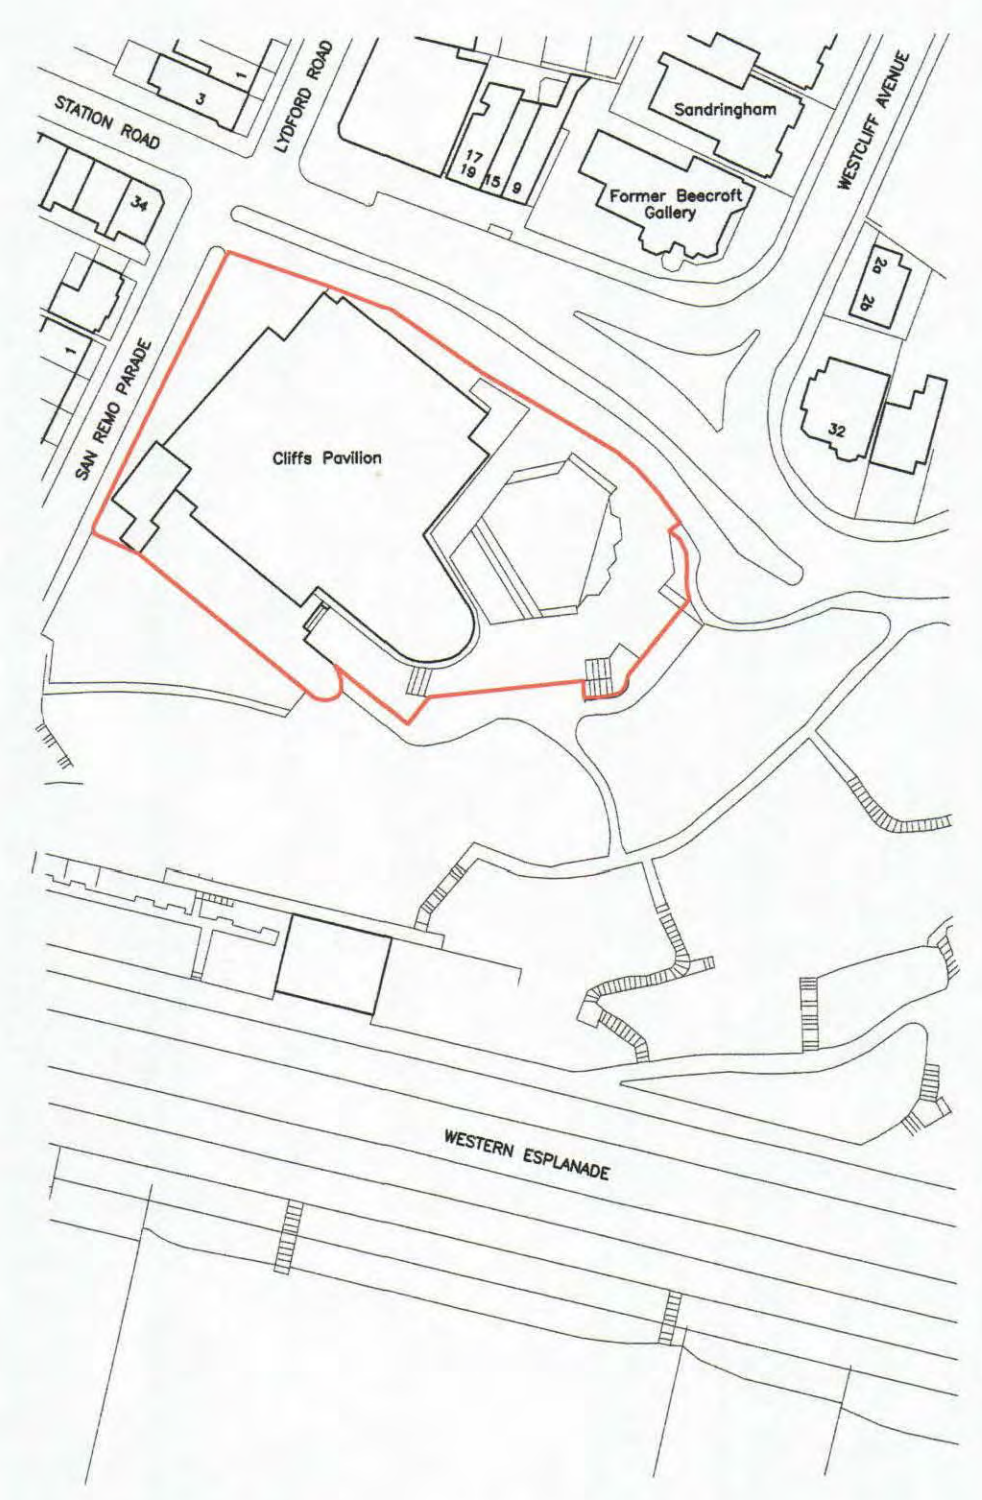 1
3
STATION ROAD
LYDFORD ROAD
WESTCLIFF AVENUE
Sandringham
17
19
15
9
34
Former Beecroft
Gallery
2a
2b
1
SAN REMO PARADE
32
Cliffs Pavilion
WESTERN ESPLANADE